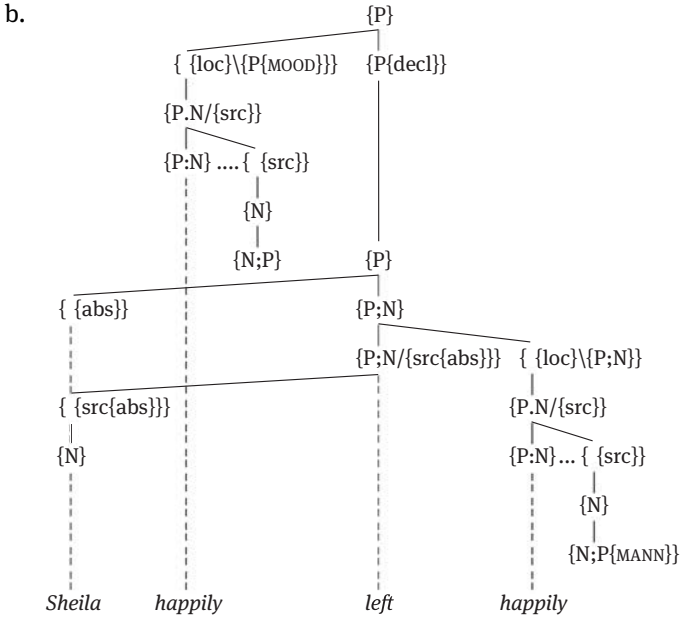 b.
{P}
{ {loc}\{P{MOOD}}} {P{decl}}
{P.N/{src}}
{P:N} .... { {src}}
{N}
{N;P} {P}
{ {abs}} {P;N}
{P;N/{src{abs}}} { {loc}\{P;N}}
{ {src{abs}}} {P.N/{src}}
{N} {P:N} ... { {src}}
{N}
{N;P{MANN}}
Sheila happily left happily